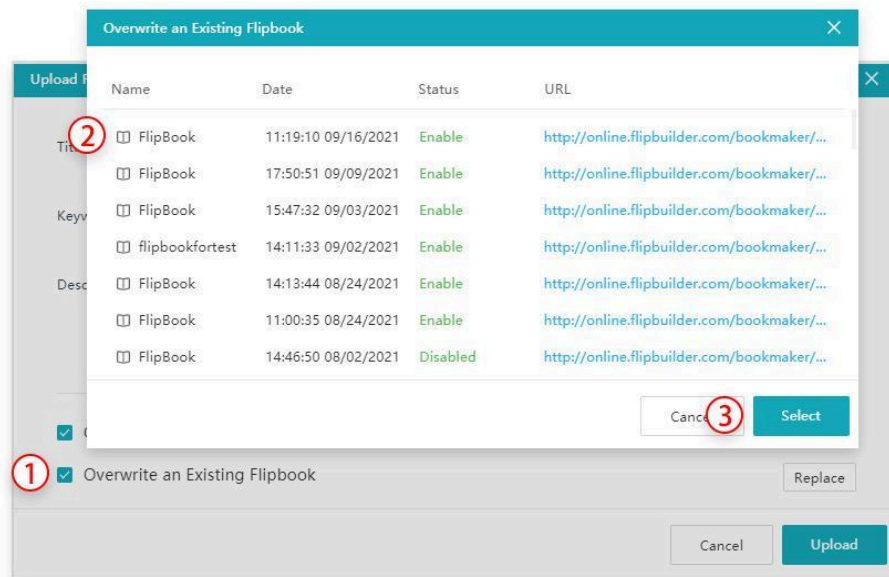 Overwrite an Existing Flipbook
Upload F
Name Date Status URL
2 FlipBook 11:19:10 09/16/2021 Enable http://online.flipbuilder.com/bookmaker/...
FlipBook 17:50:51 09/09/2021 Enable http://online.flipbuilder.com/bookmaker/...
FlipBook 15:47:32 09/03/2021 Enable http://online.flipbuilder.com/bookmaker/...
Keyw
flipbookfortest 14:11:33 09/02/2021 Enable http://online.flipbuilder.com/bookmaker/...
Desc FlipBook 14:13:44 08/24/2021 Enable http://online.flipbuilder.com/bookmaker/...
FlipBook 11:00:35 08/24/2021 Enable http://online.flipbuilder.com/bookmaker/...
FlipBook 14:46:50 08/02/2021 Disabled http://online.flipbuilder.com/bookmaker/...
3 Select
1 Overwrite an Existing Flipbook Replace
Cancel Upload